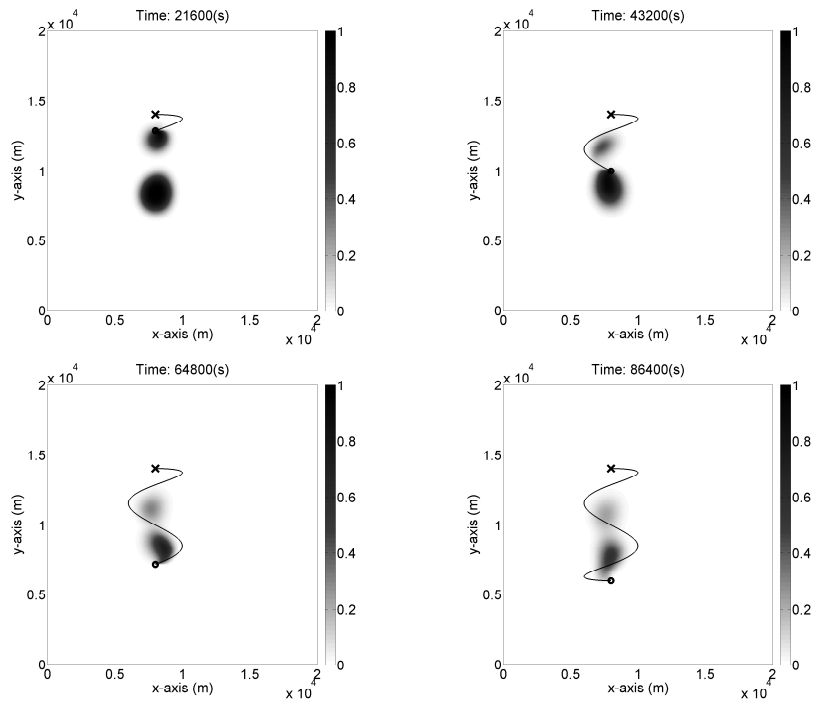 Time: 21600(s)
x 10^4
2
1.5
1
0.5
0
y-axis (m)
0 0.5 1 1.5 2
x-axis (m)
x 10^4
1
0.8
0.6
0.4
0.2
0
Time: 43200(s)
x 10^4
2
1.5
1
0.5
0
y-axis (m)
0 0.5 1 1.5 2
x-axis (m)
x 10^4
1
0.8
0.6
0.4
0.2
0
Time: 64800(s)
x 10^4
2
1.5
1
0.5
0
y-axis (m)
0 0.5 1 1.5 2
x-axis (m)
x 10^4
1
0.8
0.6
0.4
0.2
0
Time: 86400(s)
x 10^4
2
1.5
1
0.5
0
y-axis (m)
0 0.5 1 1.5 2
x-axis (m)
x 10^4
1
0.8
0.6
0.4
0.2
0